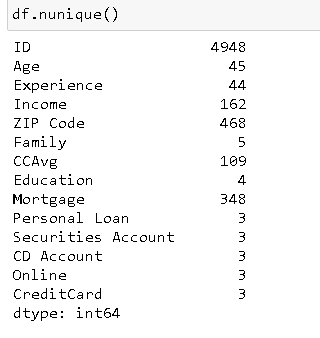 df.nunique()
ID 4948
Age 45
Experience 44
Income 162
ZIP Code 468
Family 5
CCAvg 109
Education 4
Mortgage 348
Personal Loan 3
Securities Account 3
CD Account 3
Online 3
CreditCard 3
dtype: int64